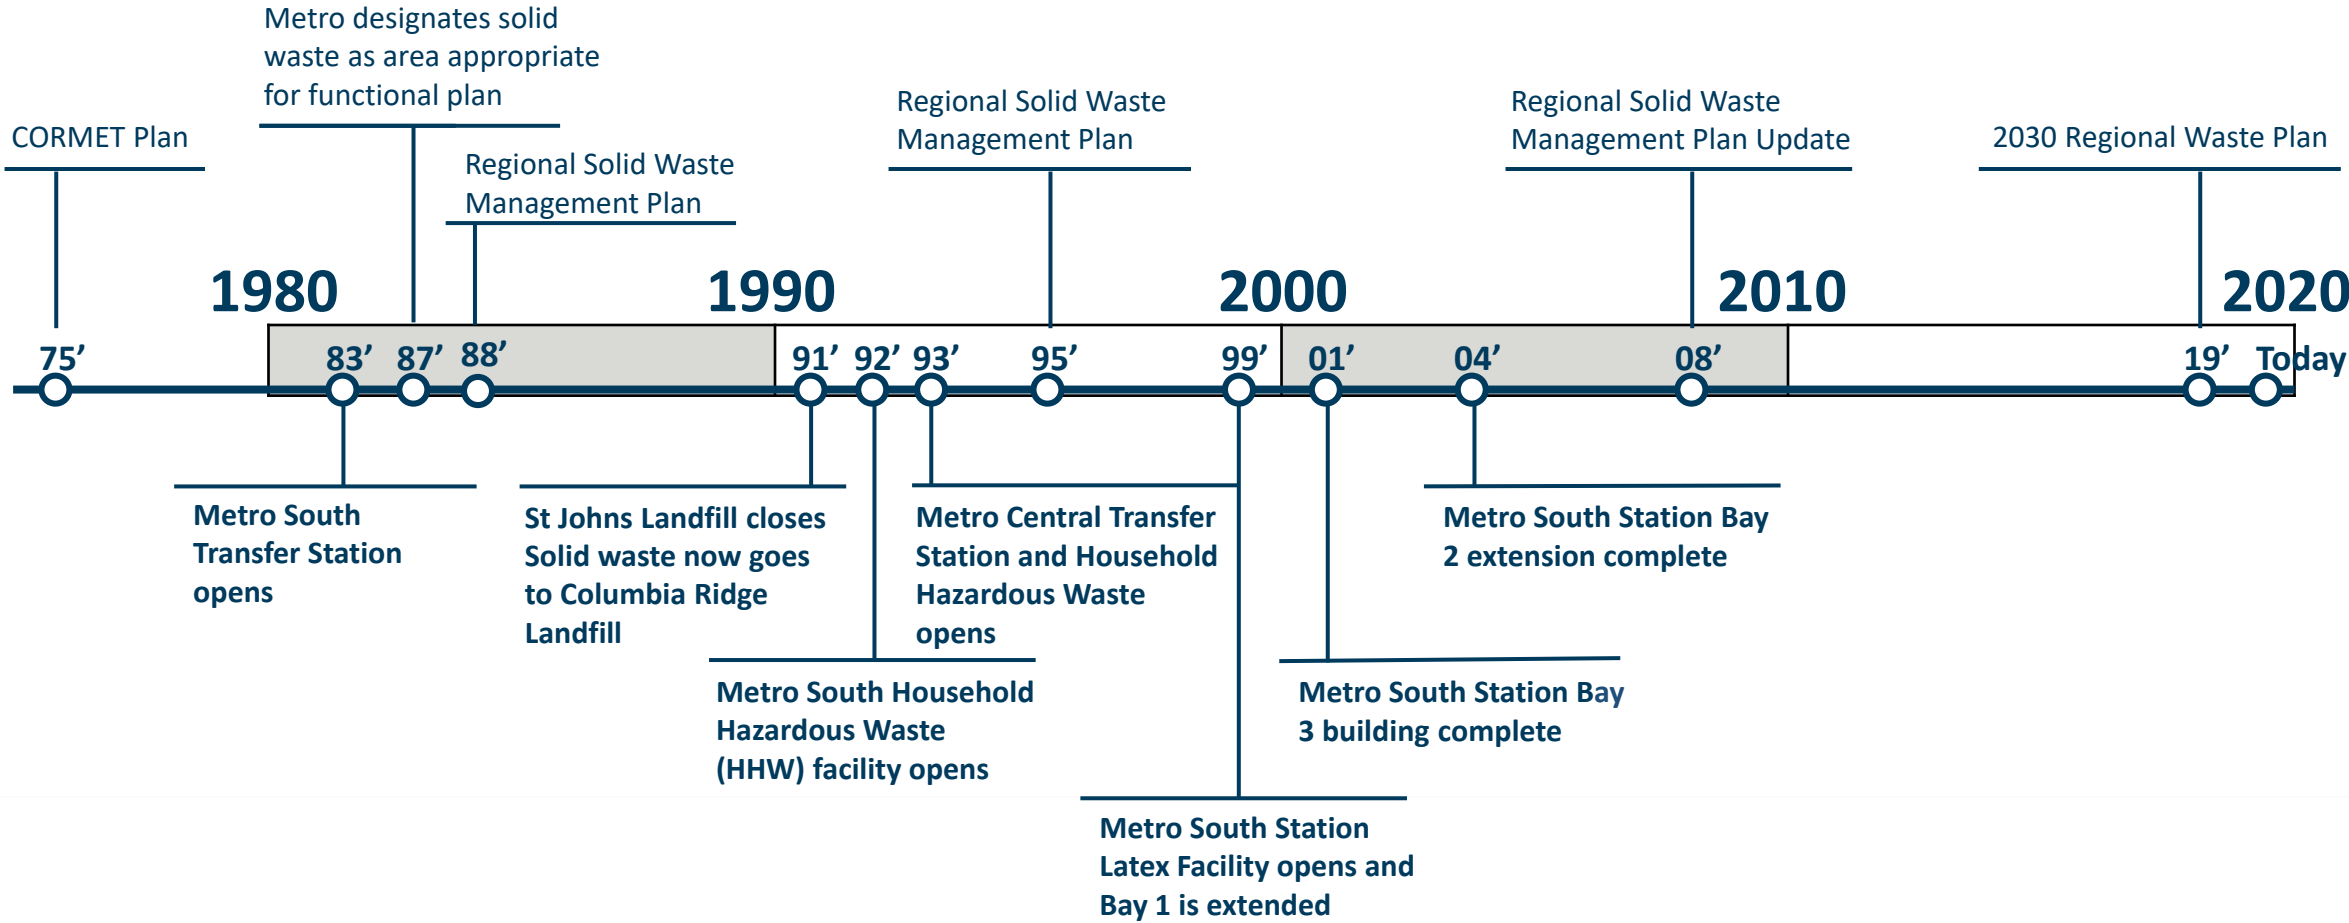 Metro designates solid
waste as area appropriate
for functional plan
CORMET Plan
Regional Solid Waste
Management Plan
Regional Solid Waste
Management Plan
Regional Solid Waste
Management Plan Update
2030 Regional Waste Plan
1980
1990
2000
2010
2020
75’
83’
87’
88’
91’
92’
93’
95’
99’
01’
04’
08’
19’
Today
Metro South
Transfer Station
opens
St Johns Landfill closes
Solid waste now goes
to Columbia Ridge
Landfill
Metro Central Transfer
Station and Household
Hazardous Waste
opens
Metro South Station Bay
2 extension complete
Metro South Household
Hazardous Waste
(HHW) facility opens
Metro South Station Bay
3 building complete
Metro South Station
Latex Facility opens and
Bay 1 is extended